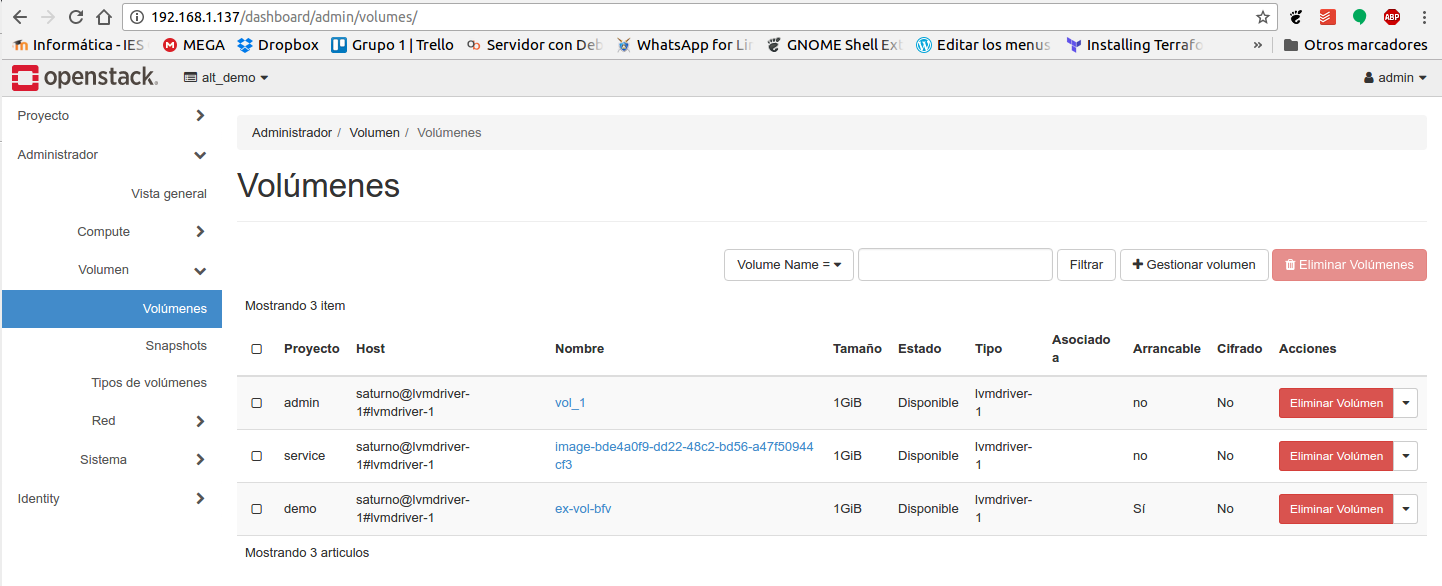 192.168.1.137/dashboard/admin/volumes/
ABP
Informática - IES
MEGA
Dropbox
Grupo 1 | Trello
Servidor con Deb
WhatsApp for Li
GNOME Shell Ext
Editar los menus
Installing Terrafo
»
Otros marcadores
openstack.
alt_demo
admin
Proyecto
Administrador
Vista general
Compute
Volumen
Volúmenes
Snapshots
Tipos de volúmenes
Red
Sistema
Identity
Administrador / Volumen / Volúmenes
Volúmenes
Volume Name =
Filtrar
+ Gestionar volumen
Eliminar Volúmenes
Mostrando 3 item
Proyecto Host Nombre Tamaño Estado Tipo Asociado a Arrancable Cifrado Acciones
admin saturno@lvmdriver-1#lvmdriver-1 vol_1 1GiB Disponible lvmdriver-1 no No Eliminar Volúmen
service saturno@lvmdriver-1#lvmdriver-1 image-bde4a0f9-dd22-48c2-bd56-a47f50944cf3 1GiB Disponible lvmdriver-1 no No Eliminar Volúmen
demo saturno@lvmdriver-1#lvmdriver-1 ex-vol-bfv 1GiB Disponible lvmdriver-1 Sí No Eliminar Volúmen
Mostrando 3 articulos